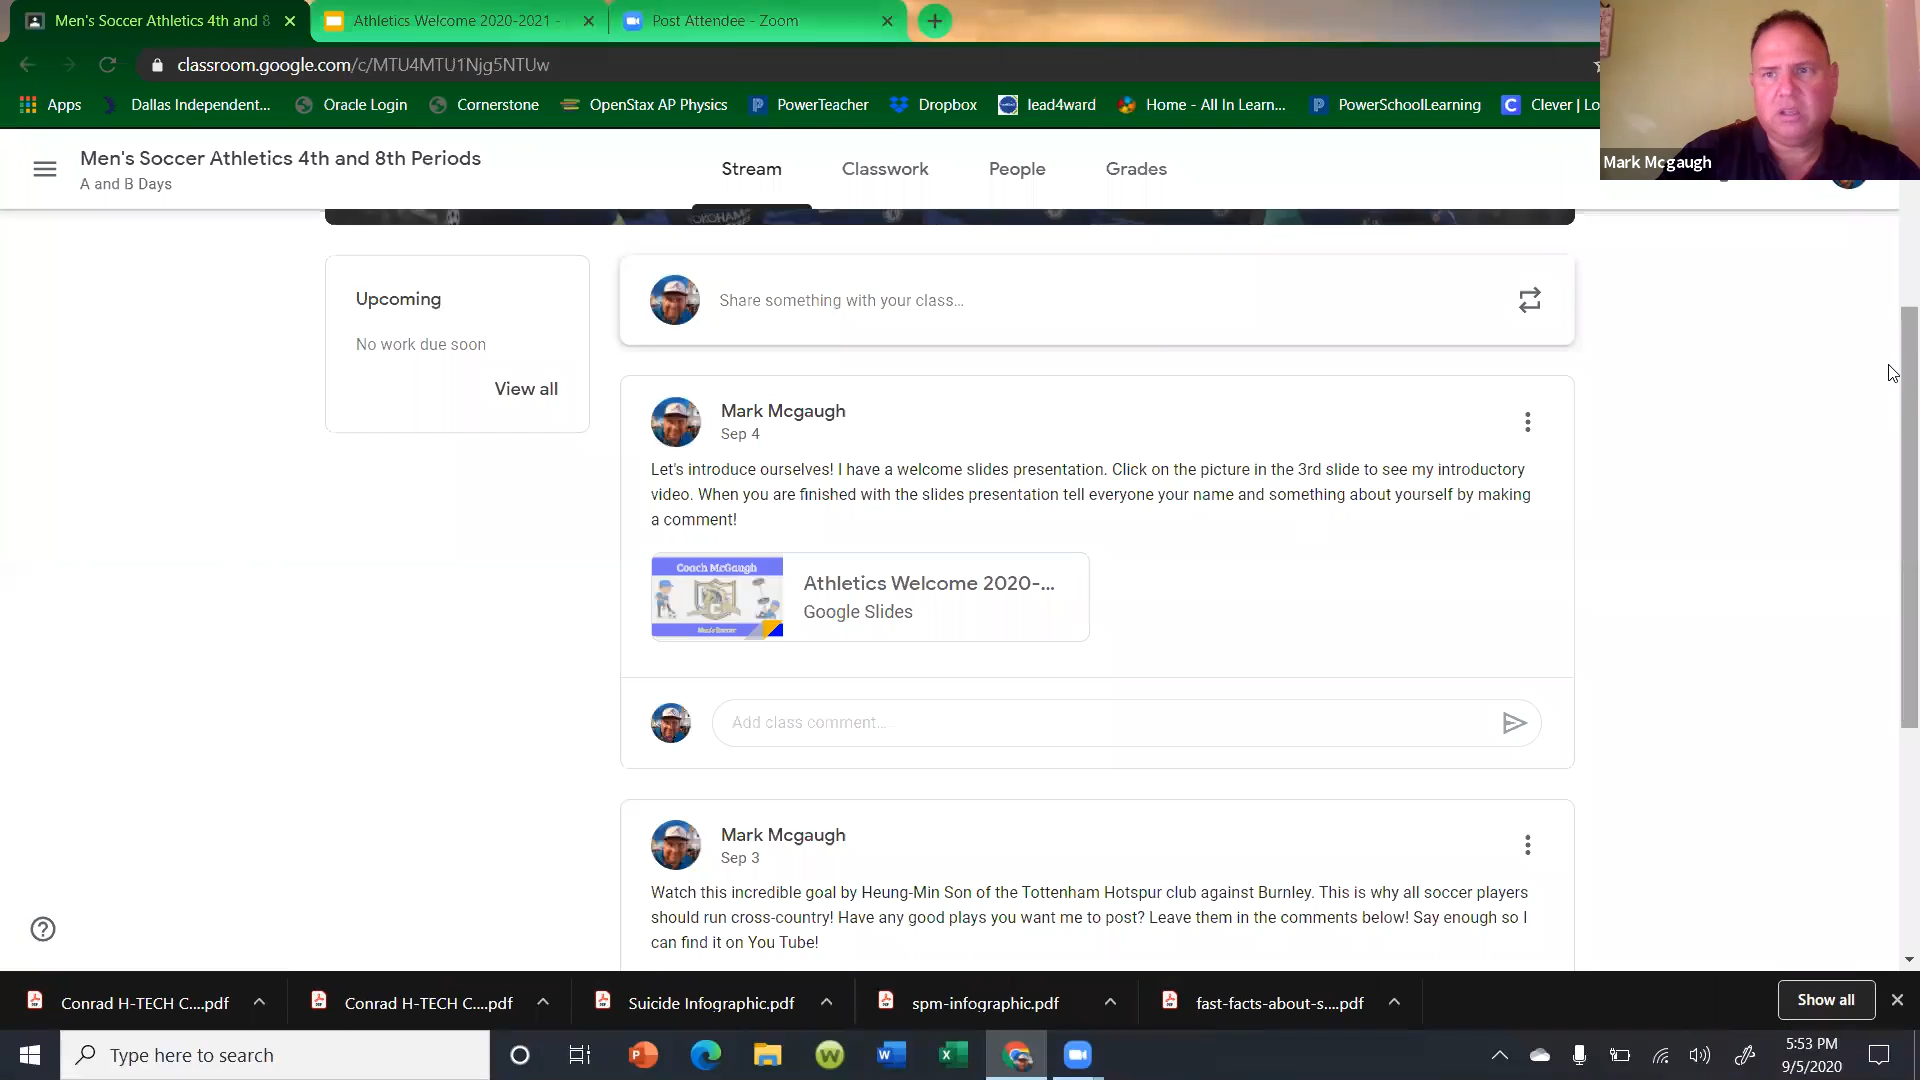 Men's Soccer Athletics 4th and 8
Athletics Welcome 2020-2021 -
Post Attendee - Zoom
classroom.google.com/c/MTU4MTU1Njg5NTUw
Apps
Dallas Independent...
Oracle Login
Cornerstone
OpenStax AP Physics
PowerTeacher
Dropbox
lead4ward
Home - All In Learn...
PowerSchoolLearning
Clever | Lo
Mark Mcgaugh
Men's Soccer Athletics 4th and 8th Periods
A and B Days
Stream
Classwork
People
Grades
YOKOHAM
Upcoming
No work due soon
View all
Share something with your class...
Mark Mcgaugh
Sep 4
Let's introduce ourselves! I have a welcome slides presentation. Click on the picture in the 3rd slide to see my introductory
video. When you are finished with the slides presentation tell everyone your name and something about yourself by making
a comment!
Coach McGaugh
C
Men's Soccer
Athletics Welcome 2020-...
Google Slides
Add class comment...
Mark Mcgaugh
Sep 3
Watch this incredible goal by Heung-Min Son of the Tottenham Hotspur club against Burnley. This is why all soccer players
should run cross-country! Have any good plays you want me to post? Leave them in the comments below! Say enough so I
can find it on You Tube!
Conrad H-TECH C....pdf
Conrad H-TECH C....pdf
Suicide Infographic.pdf
spm-infographic.pdf
fast-facts-about-s....pdf
Show all
Type here to search
5:53 PM
9/5/2020